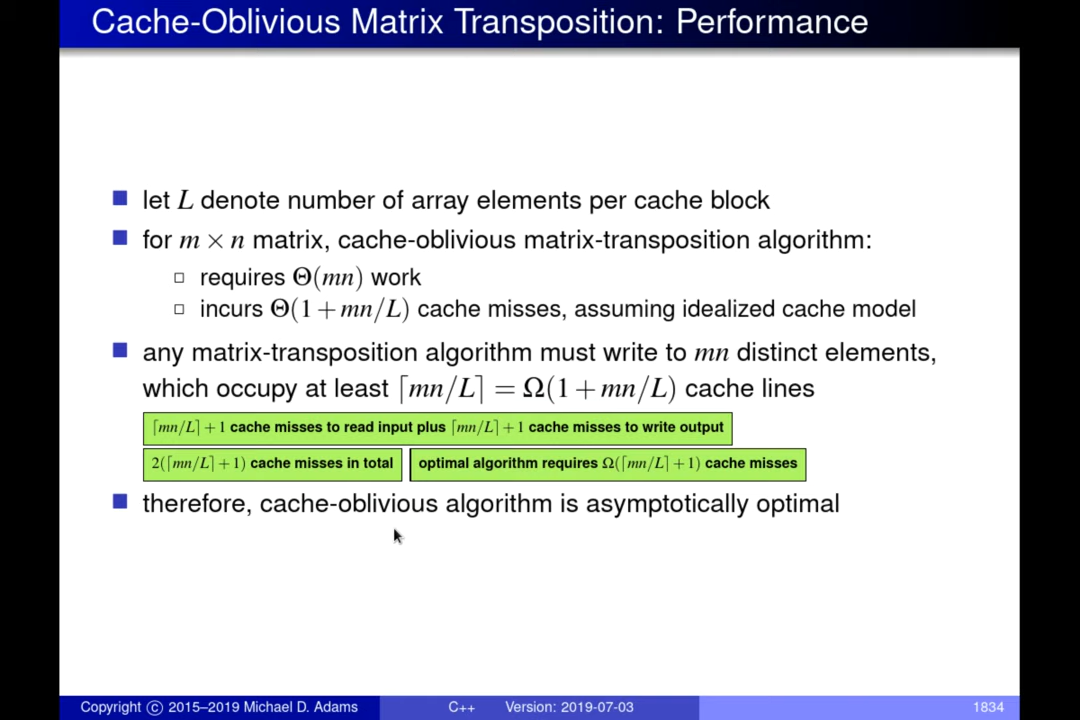 Cache-Oblivious Matrix Transposition: Performance
let L denote number of array elements per cache block
for m × n matrix, cache-oblivious matrix-transposition algorithm:
requires Θ(mn) work
incurs Θ(1+mn/L) cache misses, assuming idealized cache model
any matrix-transposition algorithm must write to mn distinct elements,
which occupy at least ⌈mn/L⌉ = Ω(1+mn/L) cache lines
⌈mn/L⌉+1 cache misses to read input plus ⌈mn/L⌉+1 cache misses to write output
2(⌈mn/L⌉+1) cache misses in total optimal algorithm requires Ω(⌈mn/L⌉+1) cache misses
therefore, cache-oblivious algorithm is asymptotically optimal
Copyright © 2015–2019 Michael D. Adams C++ Version: 2019-07-03 1834